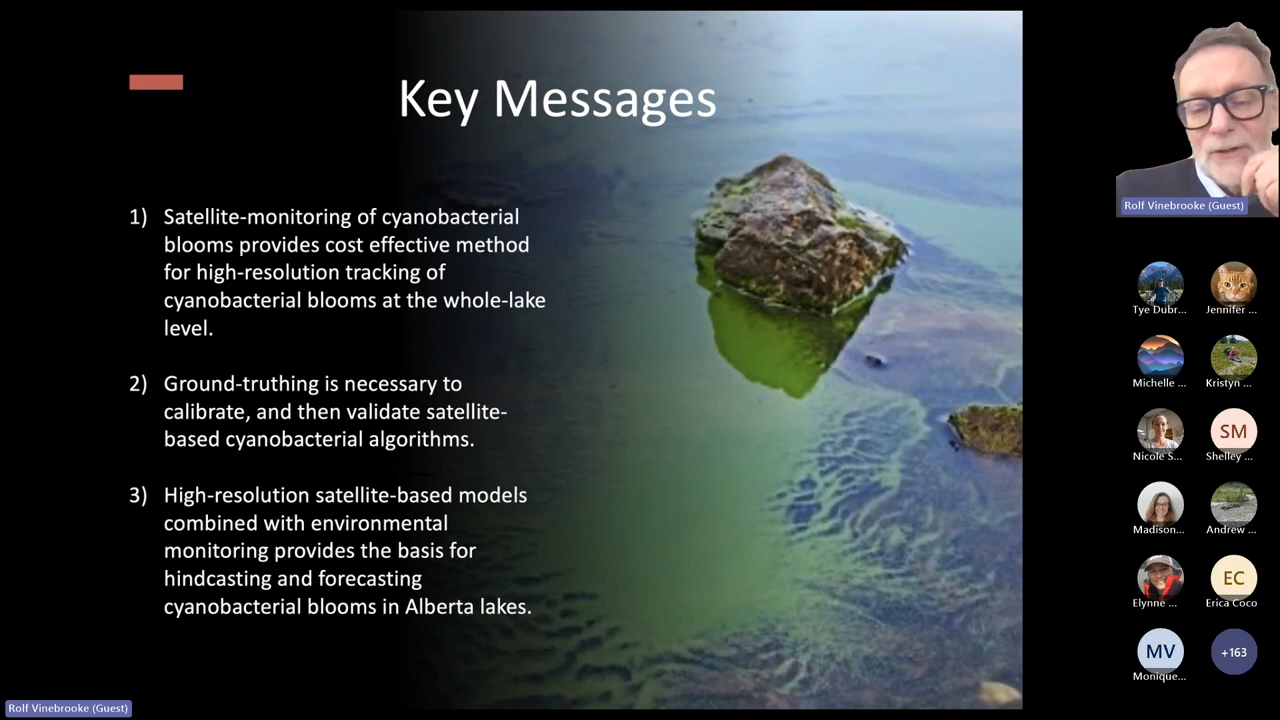 Key Messages
1) Satellite-monitoring of cyanobacterial
blooms provides cost effective method
for high-resolution tracking of
cyanobacterial blooms at the whole-lake
level.
2) Ground-truthing is necessary to
calibrate, and then validate satellite-
based cyanobacterial algorithms.
3) High-resolution satellite-based models
combined with environmental
monitoring provides the basis for
hindcasting and forecasting
cyanobacterial blooms in Alberta lakes.
Rolf Vinebrooke (Guest)
Tye Dubr...
Jennifer ...
Michelle ...
Kristyn ...
Nicole S...
SM
Shelley ...
Madison...
Andrew ...
Elynne ...
EC
Erica Coco
MV
Monique...
+163
Rolf Vinebrooke (Guest)